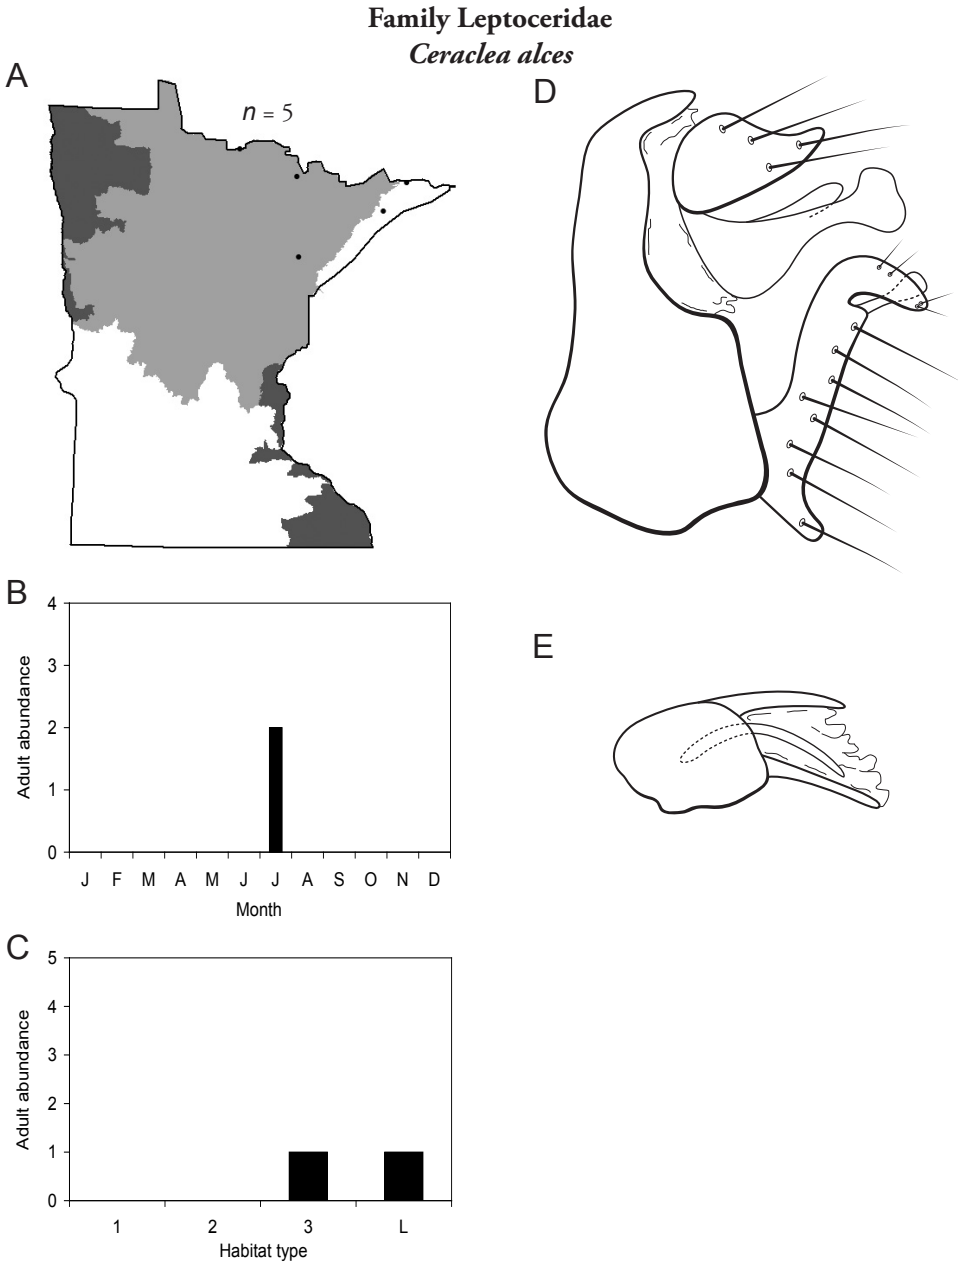 Family Leptoceridae
Ceraclea alces
A
n = 5
D
B
4
3
2
1
0
Adult abundance
J F M A M J J A S O N D
Month
E
C
5
4
3
2
1
0
Adult abundance
1 2 3 L
Habitat type